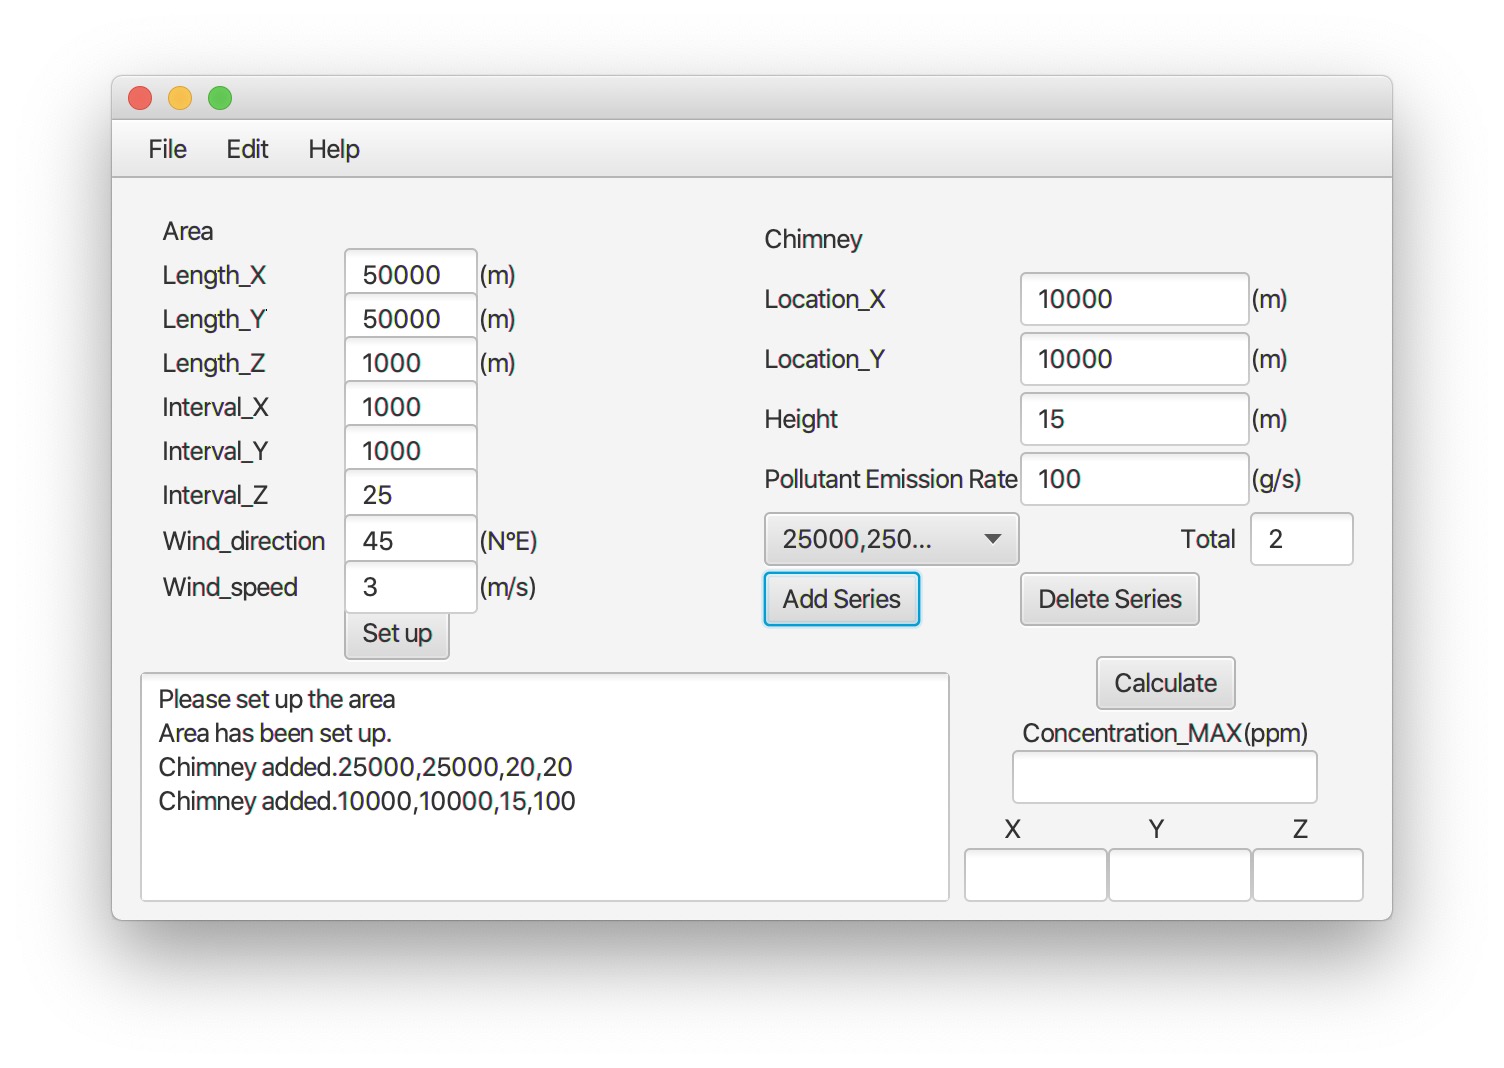 File Edit Help
Area
Length_X 50000 (m)
Length_Y 50000 (m)
Length_Z 1000 (m)
Interval_X 1000
Interval_Y 1000
Interval_Z 25
Wind_direction 45 (NºE)
Wind_speed 3 (m/s)
Set up
Chimney
Location_X 10000 (m)
Location_Y 10000 (m)
Height 15 (m)
Pollutant Emission Rate 100 (g/s)
25000,250... Total 2
Add Series Delete Series
Please set up the area
Area has been set up.
Chimney added.25000,25000,20,20
Chimney added.10000,10000,15,100
Calculate
Concentration_MAX(ppm)
X Y Z